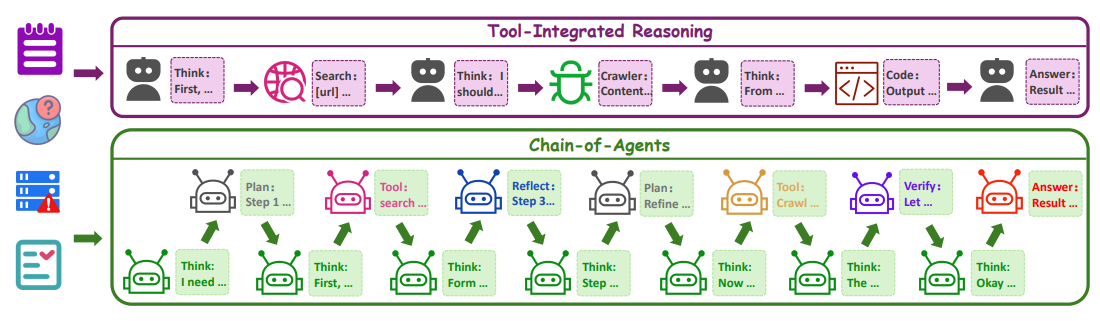 Tool-Integrated Reasoning
Think:
First, ...
Search:
[url] ...
Think: I
should...
Crawler:
Content...
Think:
From ...
Code:
Output ...
Answer:
Result ...
</>
?
Chain-of-Agents
Plan:
Step 1 ...
Tool:
search ...
Reflect:
Step 3...
Plan:
Refine ...
Tool:
Crawl ...
Verify:
Let ...
Answer:
Result ...
Think:
I need ...
Think:
First, ...
Think:
Form ...
Think:
Step ...
Think:
Now ...
Think:
The ...
Think:
Okay ...